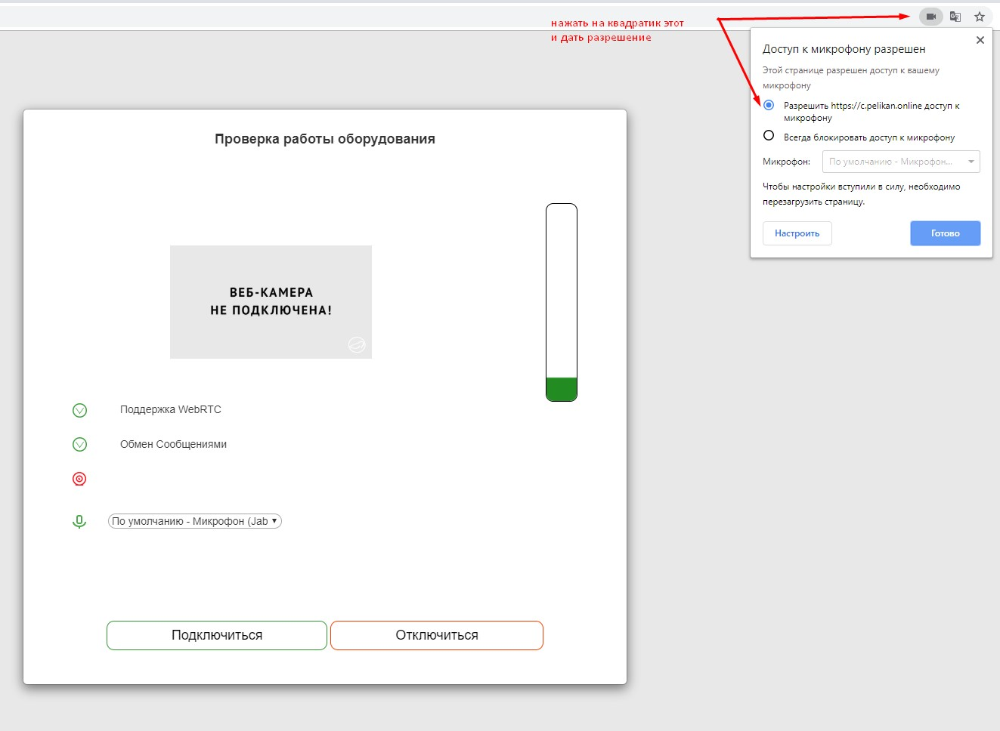 нажать на квадратик этот
и дать разрешение
Доступ к микрофону разрешен
Этой странице разрешен доступ к вашему
микрофону
Разрешить https://c.pelikan.online доступ к
микрофону
Всегда блокировать доступ к микрофону
Микрофон:
По умолчанию - Микрофон...
Чтобы настройки вступили в силу, необходимо
перезагрузить страницу.
Настроить
Готово
Проверка работы оборудования
ВЕБ-КАМЕРА
НЕ ПОДКЛЮЧЕНА!
Поддержка WebRTC
Обмен Сообщениями
По умолчанию - Микрофон (Jab
Подключиться
Отключиться